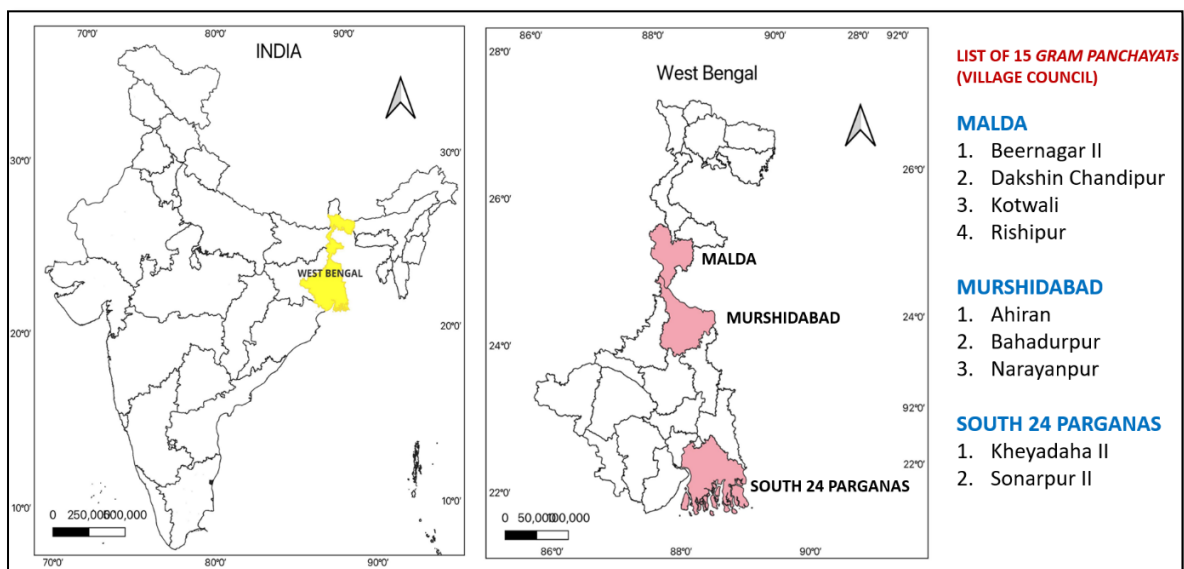 70°0' 80°0' 90°0'
INDIA
30°0' 30°0'
WEST BENGAL
20°0' 20°0'
10°0' 10°0'
0 250,000 500,000
70°0' 80°0' 90°0'
86°0' 88°0' 90°0' 28°0' 92°0'
28°0'
West Bengal
26°0' 26°0'
MALDA
MURSHIDABAD
24°0' 24°0'
92°0'
22°0' 22°0'
SOUTH 24 PARGANAS
0 50,000 100,000
86°0' 88°0' 90°0'
LIST OF 15 GRAM PANCHAYATs
(VILLAGE COUNCIL)
MALDA
1. Beernagar II
2. Dakshin Chandipur
3. Kotwali
4. Rishipur
MURSHIDABAD
1. Ahiran
2. Bahadurpur
3. Narayanpur
SOUTH 24 PARGANAS
1. Kheyadaha II
2. Sonarpur II